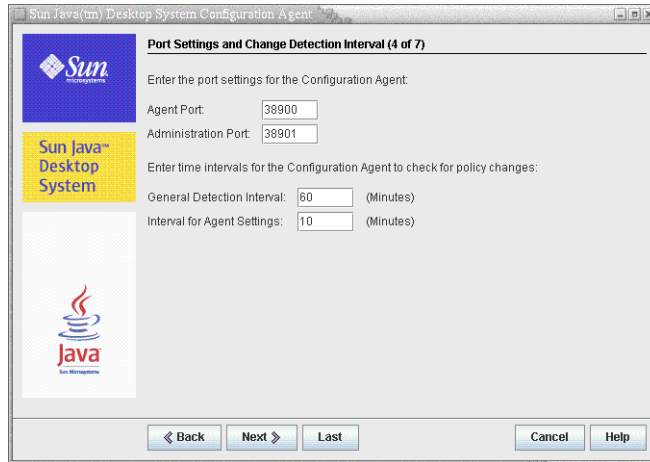 Sun Java(tm) Desktop System Configuration Agent
Sun
microsystems
Sun Java™
Desktop
System
Java
Sun Microsystems
Port Settings and Change Detection Interval (4 of 7)
Enter the port settings for the Configuration Agent:
Agent Port: 38900
Administration Port: 38901
Enter time intervals for the Configuration Agent to check for policy changes:
General Detection Interval: 60 (Minutes)
Interval for Agent Settings: 10 (Minutes)
Back Next Last Cancel Help